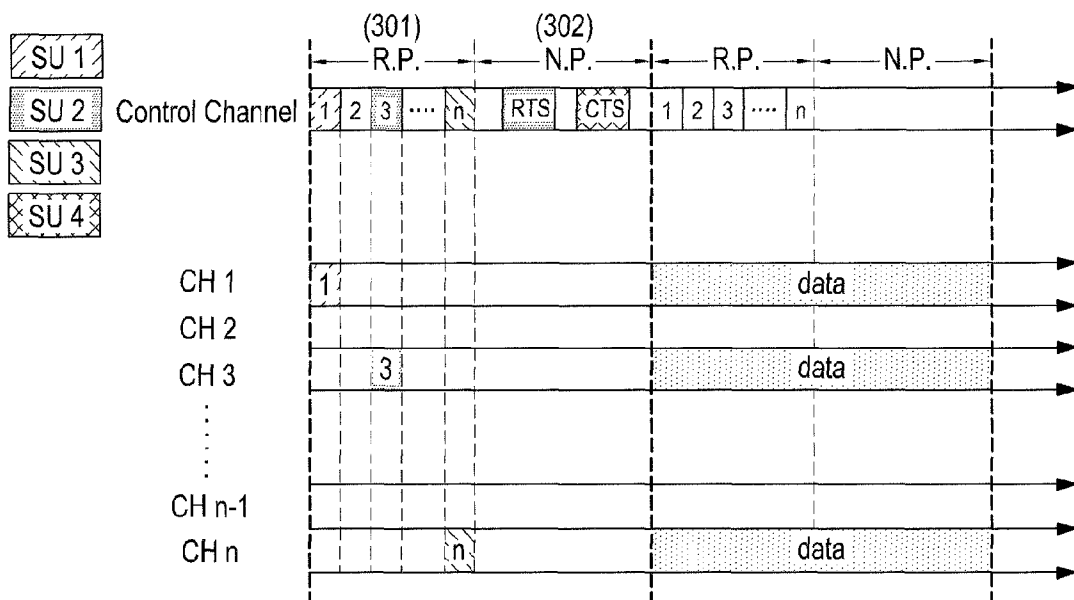 (301) (302)
R.P. N.P. R.P. N.P.
SU 1
SU 2
SU 3
SU 4
Control Channel 1 2 3 ···· n RTS CTS 1 2 3 ···· n
CH 1 1 data
CH 2
CH 3 3 data
CH n-1
CH n n data